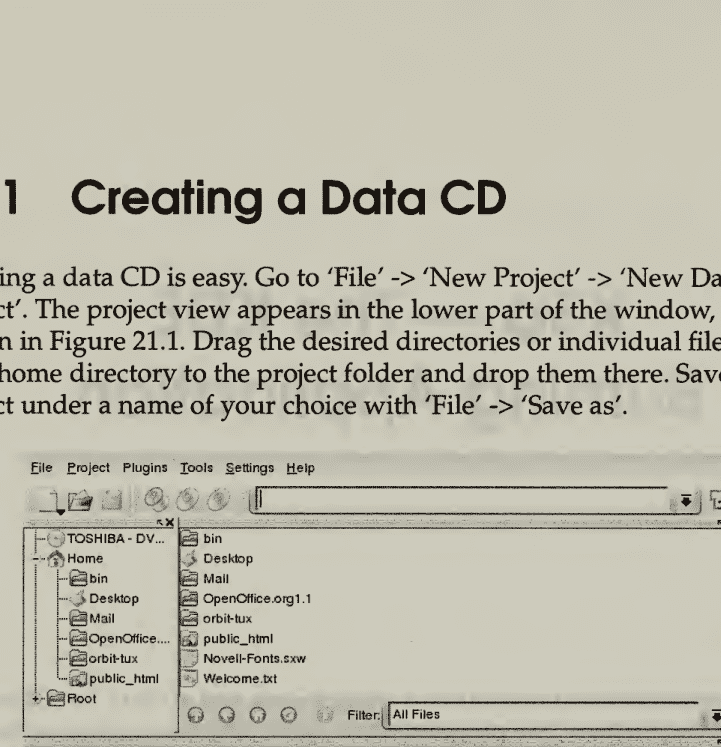 1 Creating a Data CD
ing a data CD is easy. Go to 'File' -> 'New Project' -> 'New Da
ct'. The project view appears in the lower part of the window,
n in Figure 21.1. Drag the desired directories or individual file
home directory to the project folder and drop them there. Save
ct under a name of your choice with 'File' -> 'Save as'.
File Project Plugins Tools Settings Help
TOSHIBA - DV...
Home
bin
Desktop
Mail
OpenOffice....
orbit-tux
public_html
Root
bin
Desktop
Mail
OpenOffice.org1.1
orbit-tux
public_html
Novell-Fonts.sxw
Welcome.txt
Filter: All Files